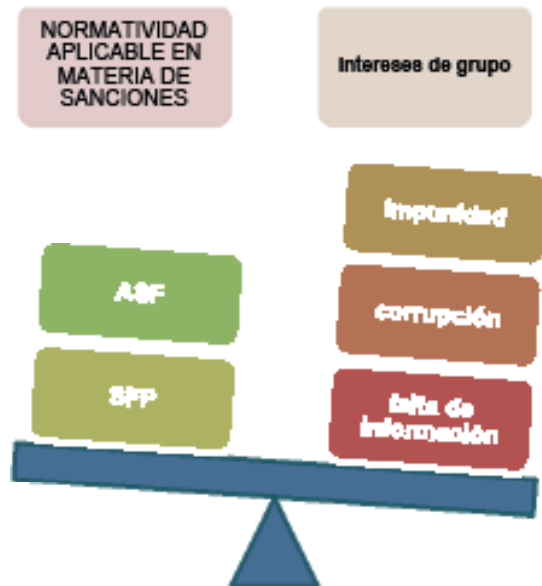 NORMATIVIDAD
APLICABLE EN
MATERIA DE
SANCIONES
Intereses de grupo
Impunidad
ASF
corrupción
SFP
falta de
información